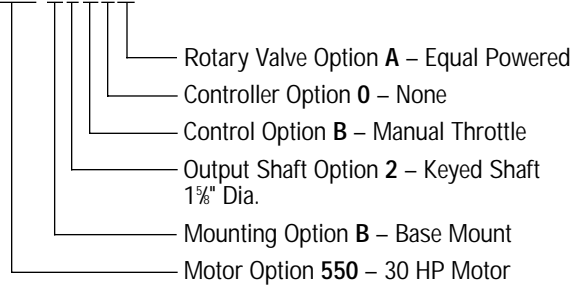 Rotary Valve Option A – Equal Powered
Controller Option 0 – None
Control Option B – Manual Throttle
Output Shaft Option 2 – Keyed Shaft
1⅝" Dia.
Mounting Option B – Base Mount
Motor Option 550 – 30 HP Motor